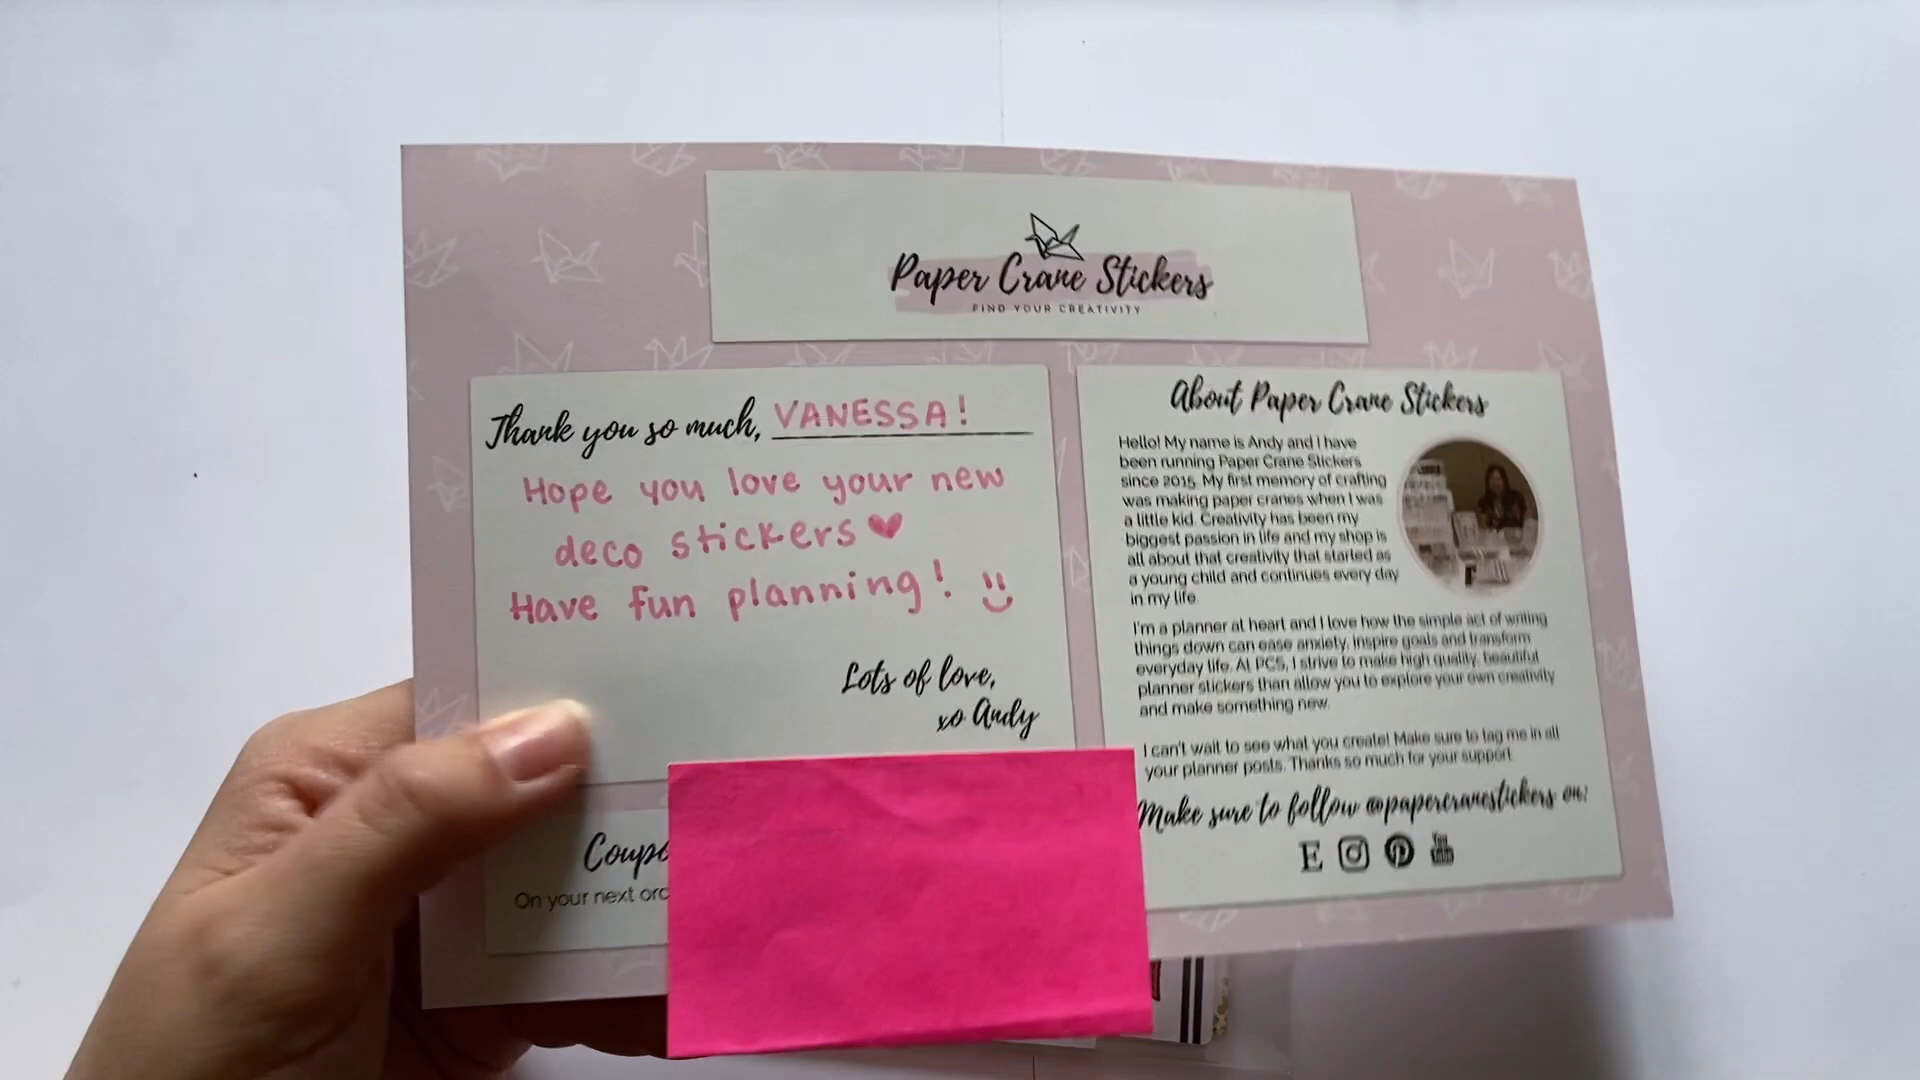 Paper Crane Stickers
FIND YOUR CREATIVITY
Thank you so much, VANESSA!
Hope you love your new
deco stickers
Have fun planning!
Lots of love,
xo Andy
On your next
About Paper Crane Stickers
Hello! My name is Andy and I have
been running Paper Crane Stickers
since 2015. My first memory of crafting
was making paper cranes when I was
a little kid. Creativity has been my
biggest passion in life and my shop is
all about that creativity that started as
a young child and continues every day
in my life.
I'm a planner at heart and I love how the simple act of writing
things down can ease anxiety, inspire goals and transform
everyday life. At PCS, I strive to make high quality, beautiful
planner stickers than allow you to explore your own creativity
and make something new.
I can't wait to see what you create! Make sure to tag me in all
your planner posts. Thanks so much for your support.
Make sure to follow @papercranestickers on:
E
You Tube